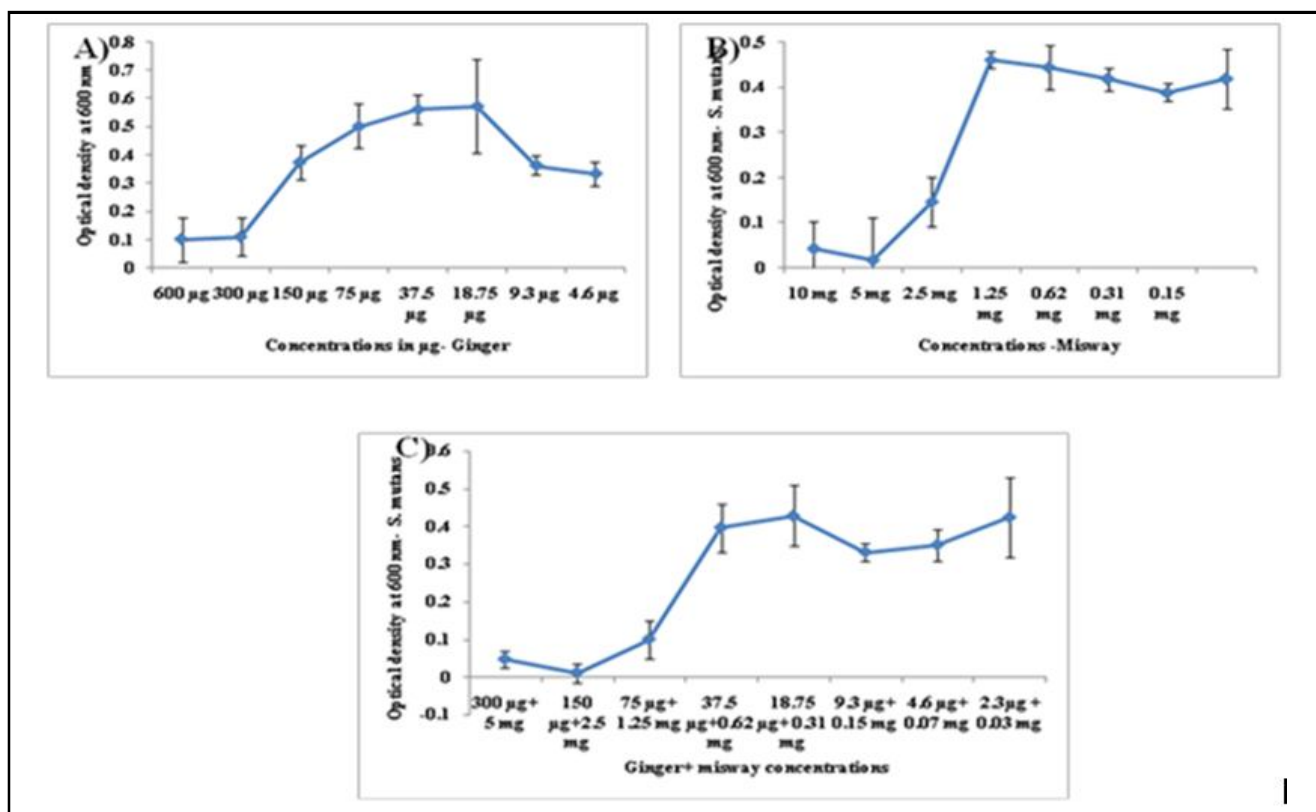 A)
Optical density at 600 nm
0.8
0.7
0.6
0.5
0.4
0.3
0.2
0.1
0
600 µg 300 µg 150 µg 75 µg 37.5 18.75 9.3 µg 4.6 µg
µg µg
Concentrations in µg- Ginger
B)
Optical density at 600 nm- S. mutans
0.5
0.4
0.3
0.2
0.1
0
10 mg 5 mg 2.5 mg 1.25 0.62 0.31 0.15
mg mg mg mg
Concentrations -Misway
C)
Optical density at 600 nm- S. mutans
0.6
0.5
0.4
0.3
0.2
0.1
0
-0.1
300 µg+ 150 75 µg+ 37.5 18.75 9.3 µg+ 4.6 µg+ 2.3µg +
5 mg µg+2.5 1.25 mg µg+0.62 µg+0.31 0.15 mg 0.07 mg 0.03 mg
mg mg mg
Ginger+ misway concentrations